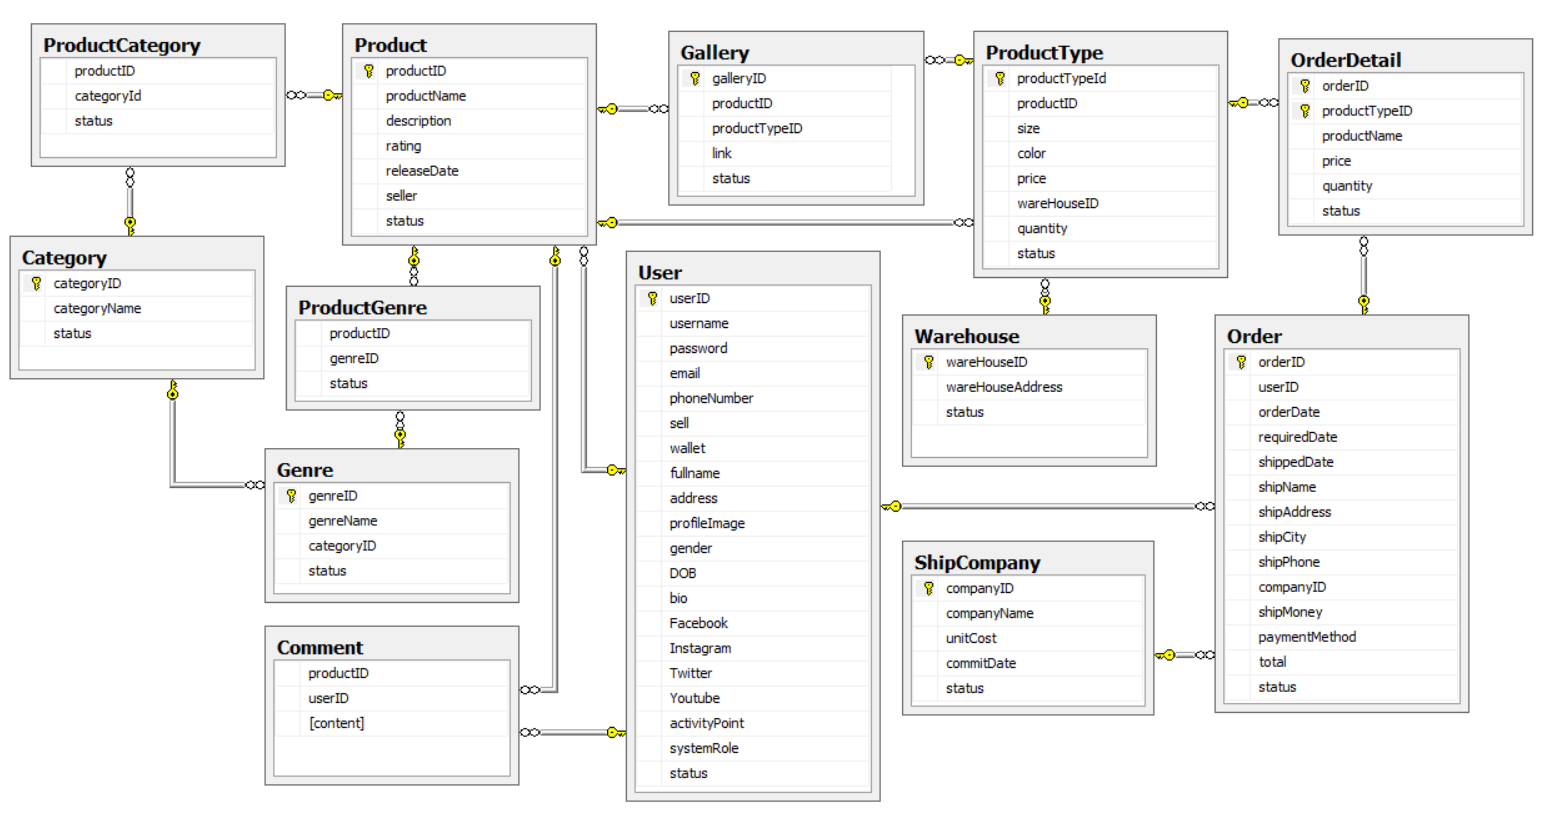 ProductCategory
productID
categoryId
status
Product
productID
productName
description
rating
releaseDate
seller
status
Gallery
galleryID
productID
productTypeID
link
status
ProductType
productTypeId
productID
size
color
price
wareHouseID
quantity
status
OrderDetail
orderID
productTypeID
productName
price
quantity
status
Category
categoryID
categoryName
status
ProductGenre
productID
genreID
status
User
userID
username
password
email
phoneNumber
sell
wallet
fullname
address
profileImage
gender
DOB
bio
Facebook
Instagram
Twitter
Youtube
activityPoint
systemRole
status
Warehouse
wareHouseID
wareHouseAddress
status
Order
orderID
userID
orderDate
requiredDate
shippedDate
shipName
shipAddress
shipCity
shipPhone
companyID
shipMoney
paymentMethod
total
status
Genre
genreID
genreName
categoryID
status
ShipCompany
companyID
companyName
unitCost
commitDate
status
Comment
productID
userID
[content]